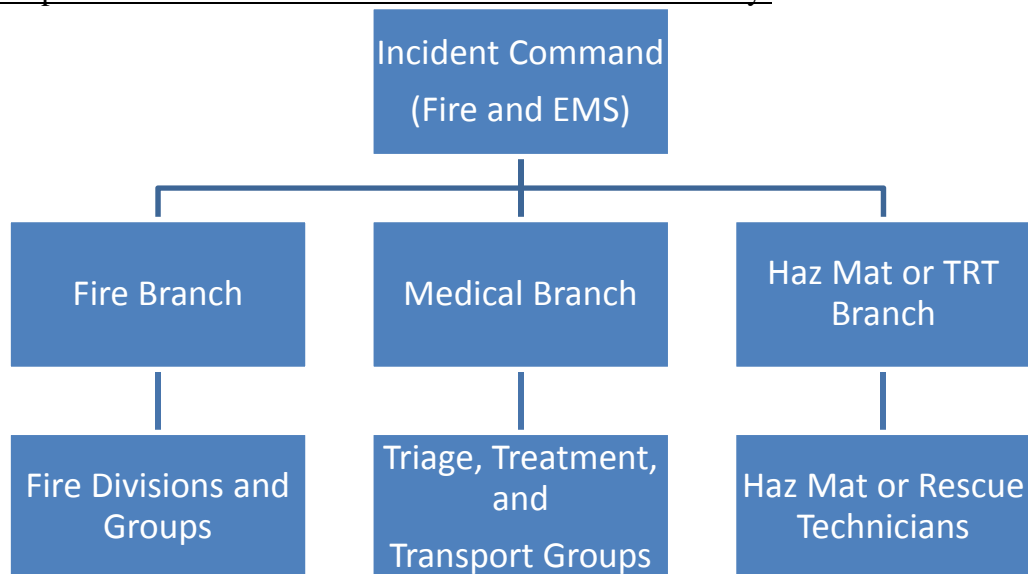 Incident Command
(Fire and EMS)
Fire Branch
Medical Branch
Haz Mat or TRT
Branch
Fire Divisions and
Groups
Triage, Treatment,
and
Transport Groups
Haz Mat or Rescue
Technicians